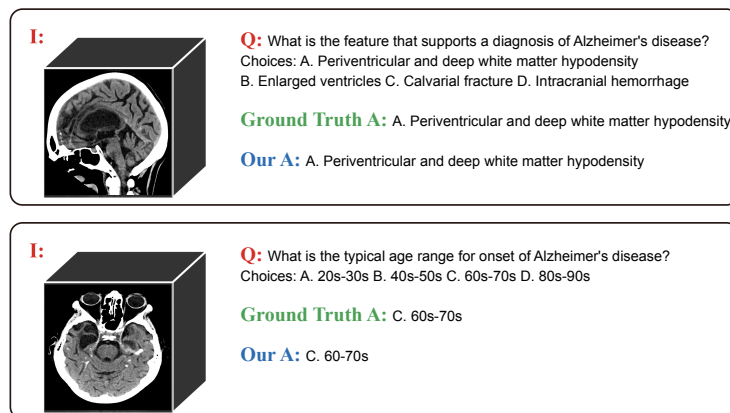 I:
Q: What is the feature that supports a diagnosis of Alzheimer's disease?
Choices: A. Periventricular and deep white matter hypodensity
B. Enlarged ventricles C. Calvarial fracture D. Intracranial hemorrhage
Ground Truth A: A. Periventricular and deep white matter hypodensity
Our A: A. Periventricular and deep white matter hypodensity
I:
Q: What is the typical age range for onset of Alzheimer's disease?
Choices: A. 20s-30s B. 40s-50s C. 60s-70s D. 80s-90s
Ground Truth A: C. 60s-70s
Our A: C. 60-70s